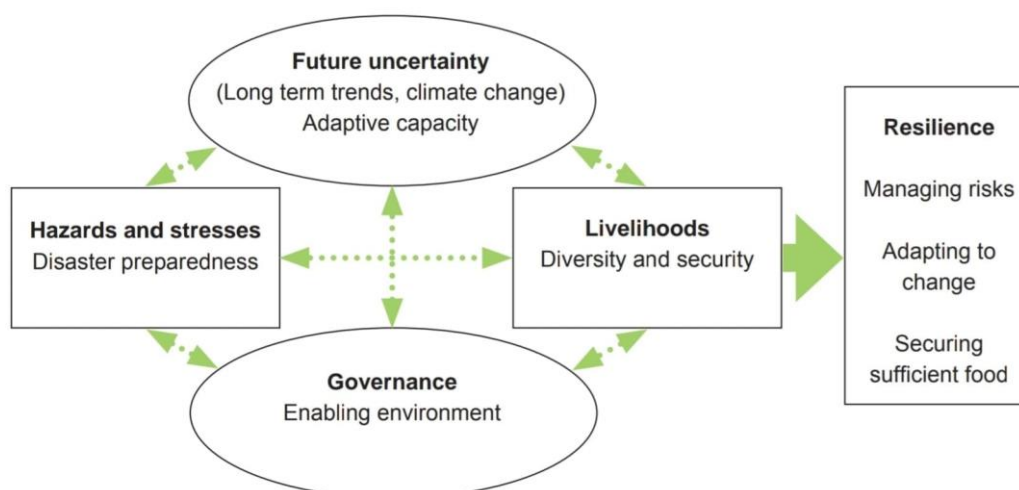 Future uncertainty
(Long term trends, climate change)
Adaptive capacity
Hazards and stresses
Disaster preparedness
Livelihoods
Diversity and security
Governance
Enabling environment
Resilience
Managing risks
Adapting to
change
Securing
sufficient food